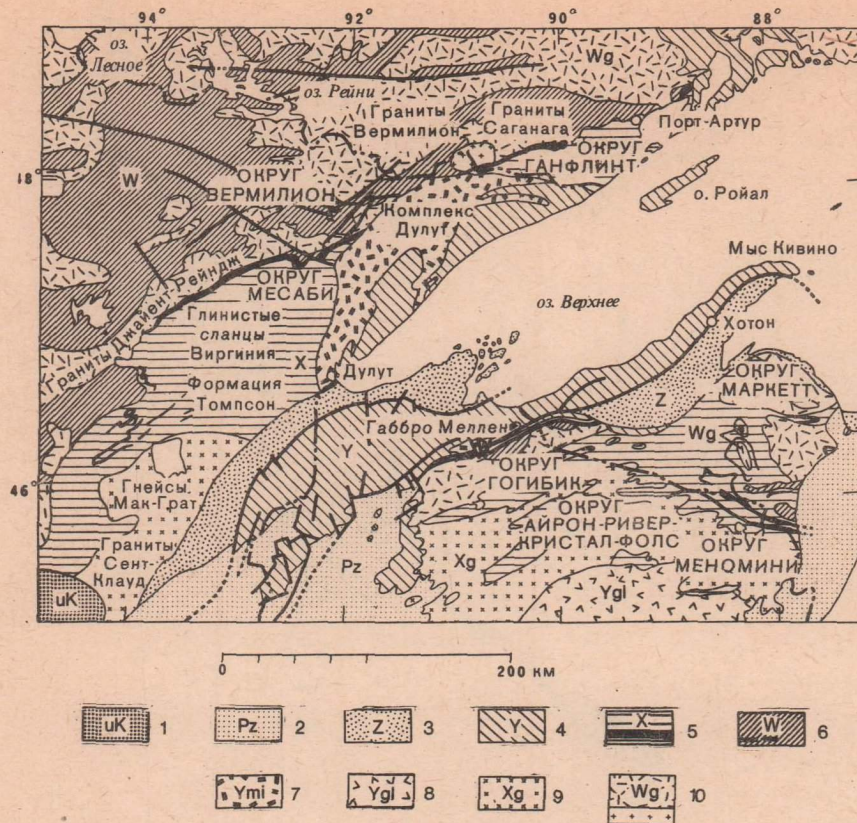 94° 92° 90° 88°
оз.
Лесное
Wg
оз. Рейни
Граниты
Вермилион
Граниты
Саганага
Порт-Артур
ОКРУГ
ГАНФЛИНТ
48°
W
ОКРУГ
ВЕРМИЛИОН
о. Ройал
Комплекс
Дулут
Мыс Кивино
Граниты Джайент-Рейндж
ОКРУГ
МЕСАБИ
оз. Верхнее
Глинистые
сланцы
Виргиния
Хотон
X
Дулут
ОКРУГ
МАРКЕТТ
Формация
Томпсон
Z
Габбро Меллен
Wg
Y
46°
Гнейсы
Мак-Грат
ОКРУГ
ГОГИБИК
ОКРУГ
АЙРОН-РИВЕР-
КРИСТАЛ-ФОЛС
Граниты
Сент-
Клауд
Pz
Xg
ОКРУГ
МЕНОМИНИ
Ygl
uK
0 200 км
uK 1 Pz 2 Z 3 Y 4 X 5 W 6
Ymi 7 Ygl 8 Xg 9 Wg 10